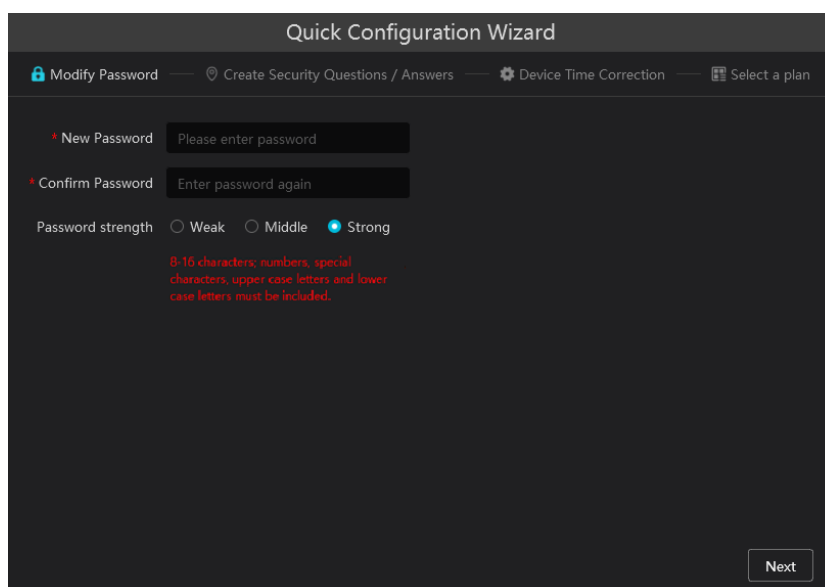 Quick Configuration Wizard
Modify Password Create Security Questions / Answers Device Time Correction Select a plan
* New Password Please enter password
* Confirm Password Enter password again
Password strength Weak Middle Strong
8-16 characters; numbers, special
characters, upper case letters and lower
case letters must be included.
Next